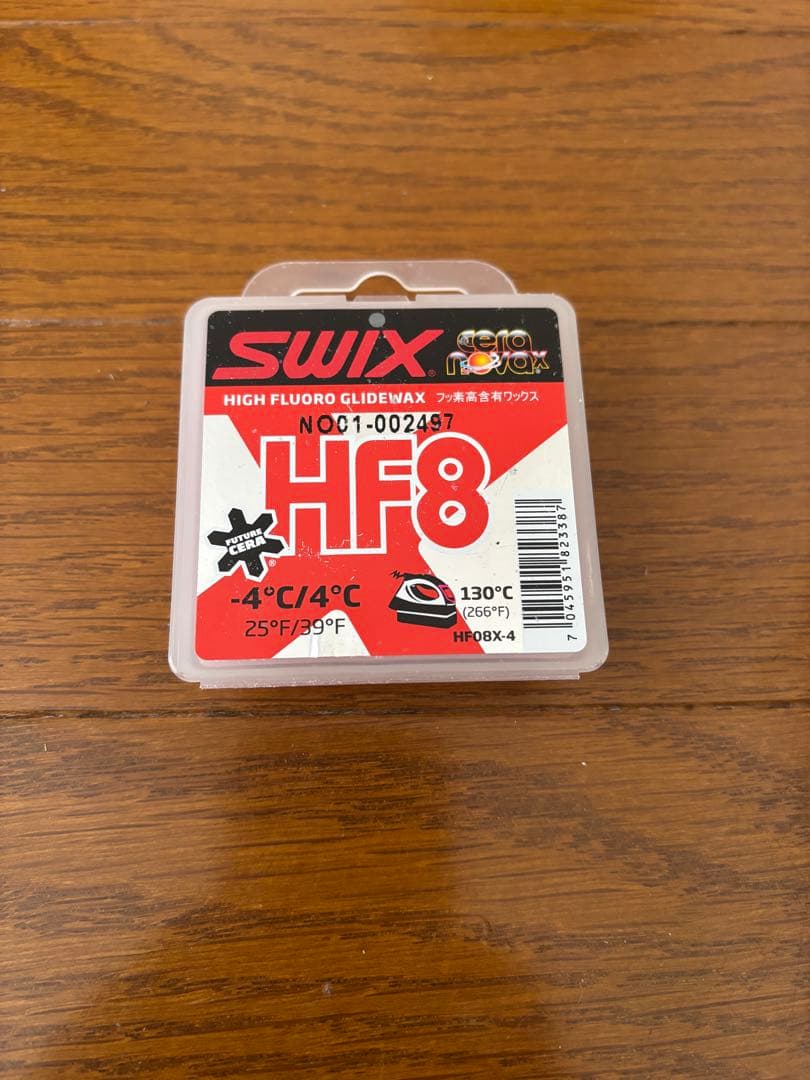 SWIX®
cera novax®
HIGH FLUORO GLIDEWAX フッ素高含有ワックス
NO01-002497
HF8
FUTURE CERA®
-4°C/4°C
25°F/39°F
130°C
(266°F)
HF08X-4
7 045951 823387